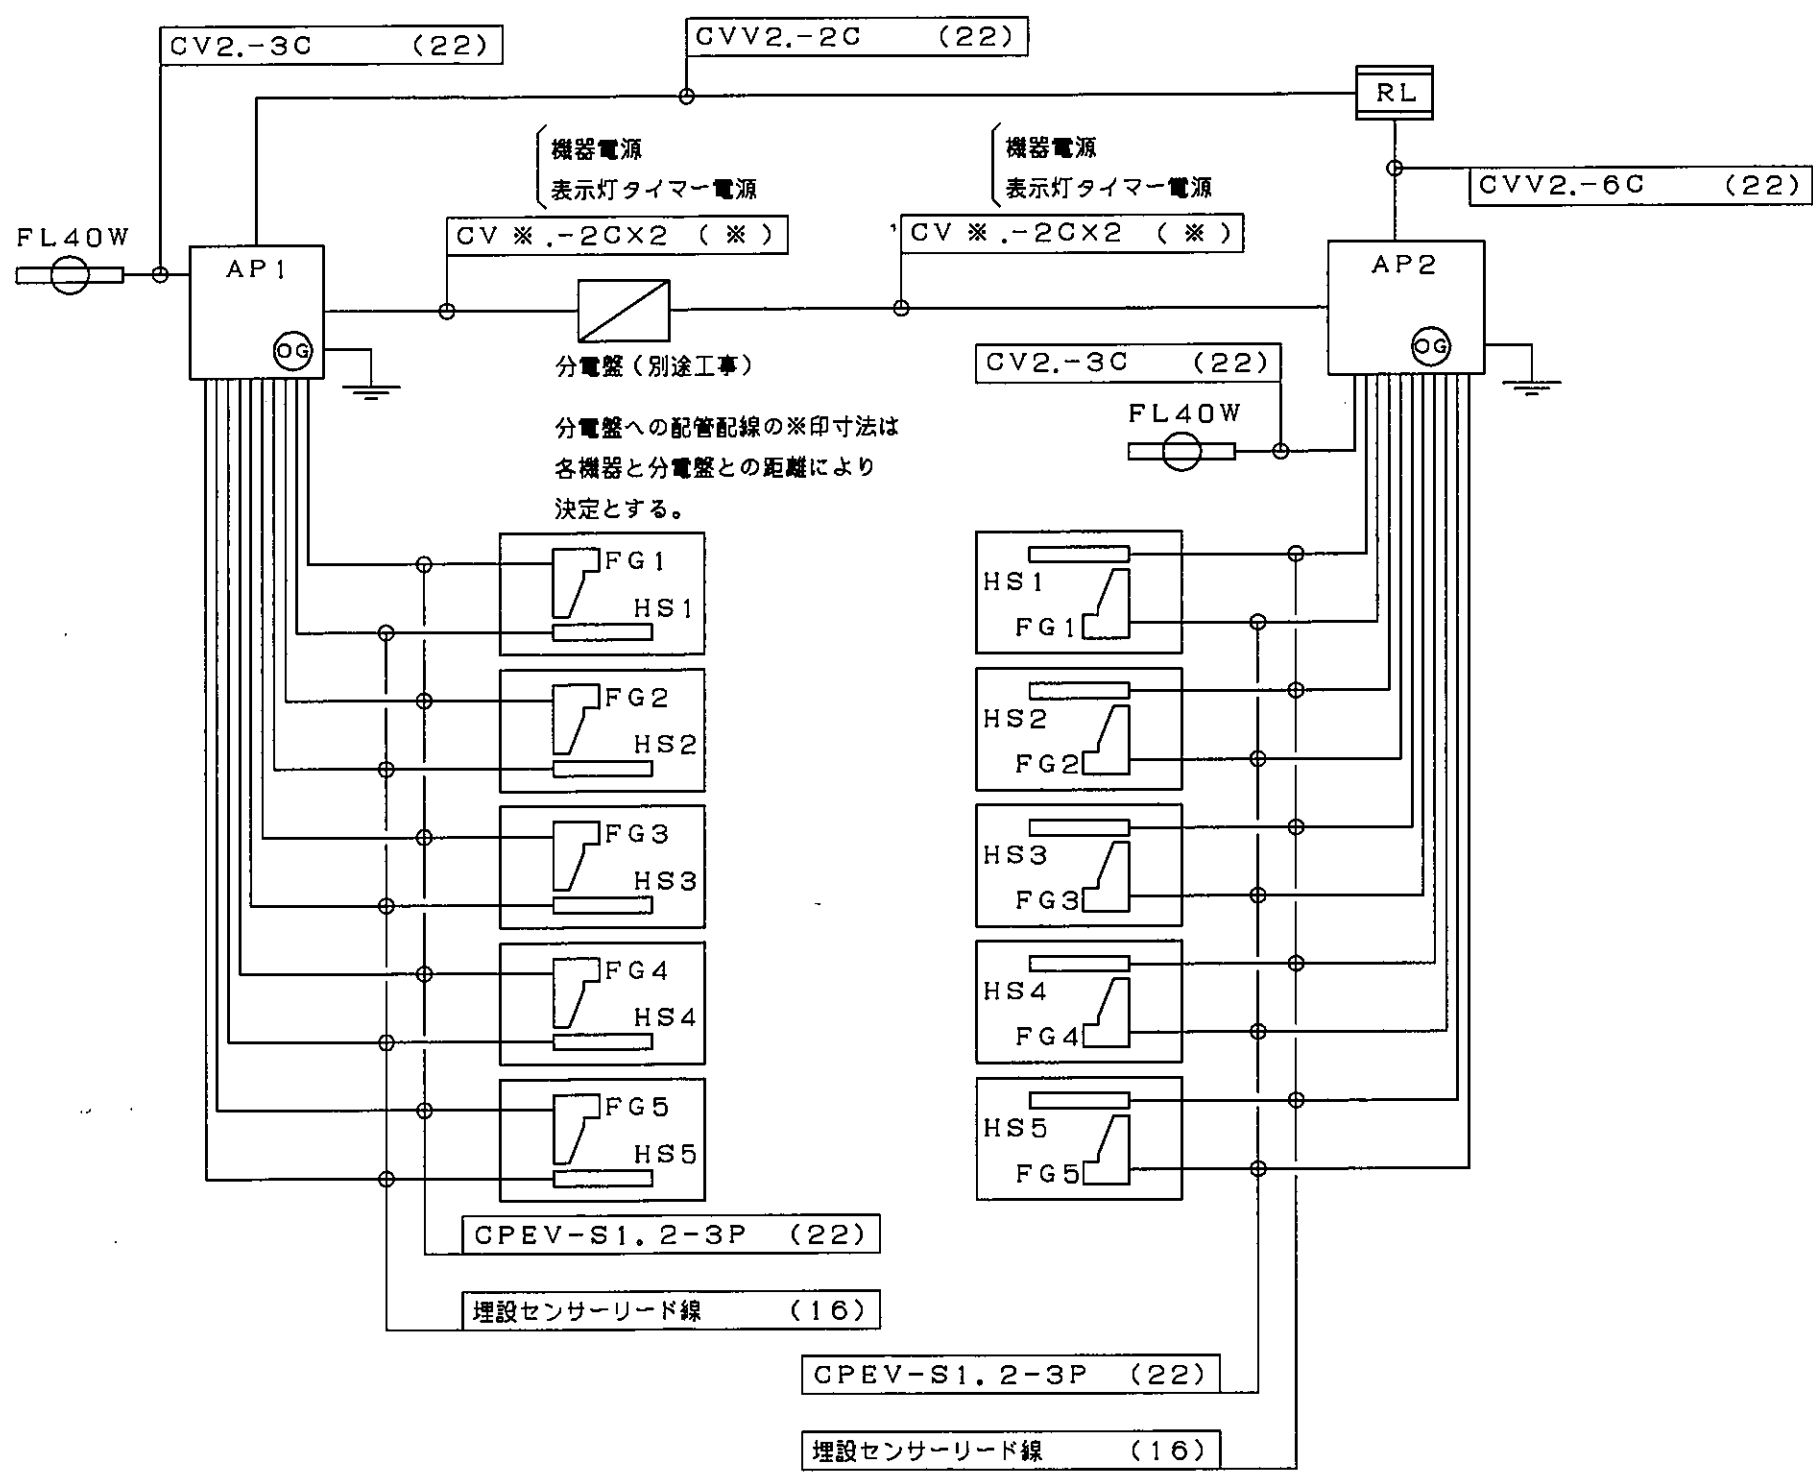 CV2.-3C (22)
CVV2.-2C (22)
RL
機器電源
表示灯タイマー電源
機器電源
表示灯タイマー電源
CVV2.-6C (22)
FL40W
CV※.-2C×2 (※)
CV※.-2C×2 (※)
AP1
AP2
OG
OG
分電盤(別途工事)
CV2.-3C (22)
FL40W
分電盤への配管配線の※印寸法は
各機器と分電盤との距離により
決定とする。
FG1
HS1
FG2
HS2
FG3
HS3
FG4
HS4
FG5
HS5
HS1
FG1
HS2
FG2
HS3
FG3
HS4
FG4
HS5
FG5
CPEV-S1.2-3P (22)
埋設センサーリード線 (16)
CPEV-S1.2-3P (22)
埋設センサーリード線 (16)